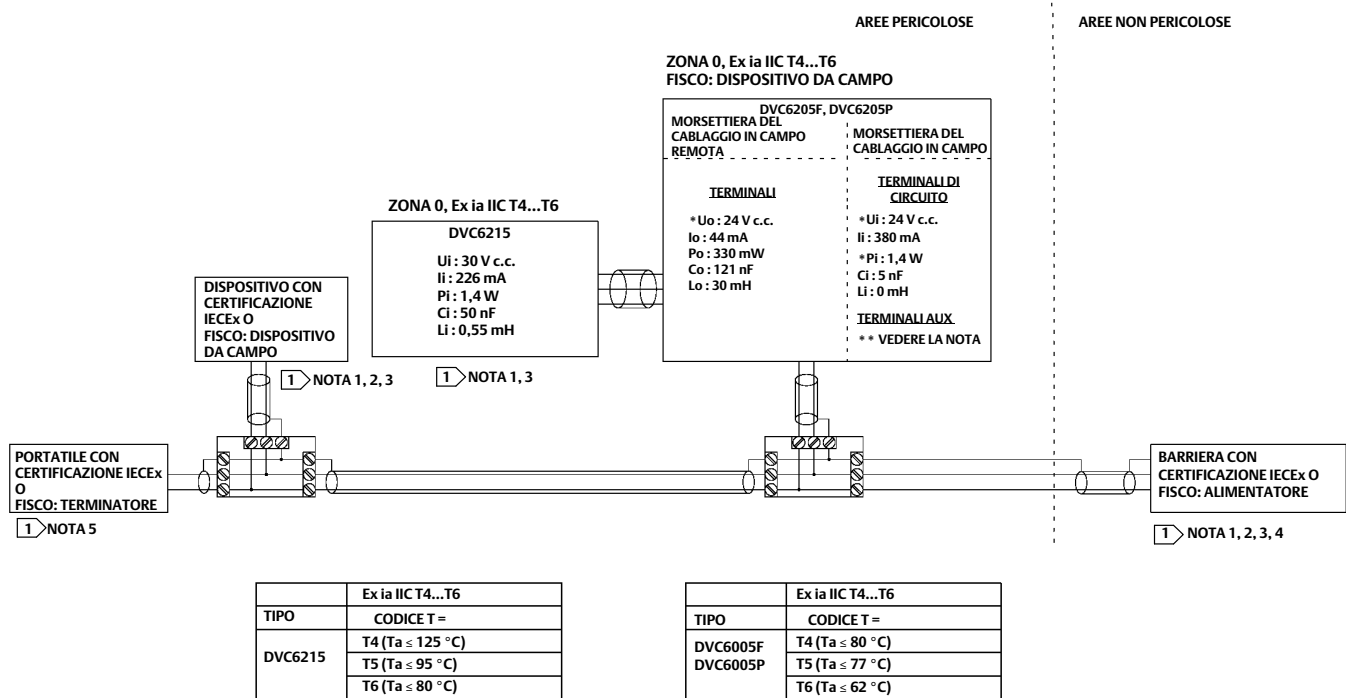 AREE PERICOLOSE
AREE NON PERICOLOSE
ZONA 0, Ex ia IIC T4...T6
FISCO: DISPOSITIVO DA CAMPO
DVC6205F, DVC6205P
MORSETTIERA DEL
CABLAGGIO IN CAMPO
REMOTA
TERMINALI
*Uo : 24 V c.c.
Io : 44 mA
Po : 330 mW
Co : 121 nF
Lo : 30 mH
MORSETTIERA DEL
CABLAGGIO IN CAMPO
TERMINALI DI
CIRCUITO
*Ui : 24 V c.c.
Ii : 380 mA
*Pi : 1,4 W
Ci : 5 nF
Li : 0 mH
TERMINALI AUX
** VEDERE LA NOTA
ZONA 0, Ex ia IIC T4...T6
DVC6215
Ui : 30 V c.c.
Ii : 226 mA
Pi : 1,4 W
Ci : 50 nF
Li : 0,55 mH
1 NOTA 1, 3
DISPOSITIVO CON
CERTIFICAZIONE
IECEx O
FISCO: DISPOSITIVO
DA CAMPO
1 NOTA 1, 2, 3
PORTATILE CON
CERTIFICAZIONE IECEx
O
FISCO: TERMINATORE
1 NOTA 5
BARRIERA CON
CERTIFICAZIONE IECEx O
FISCO: ALIMENTATORE
1 NOTA 1, 2, 3, 4
Ex ia IIC T4...T6
TIPO CODICE T =
DVC6215
T4 (Ta ≤ 125 °C)
T5 (Ta ≤ 95 °C)
T6 (Ta ≤ 80 °C)
Ex ia IIC T4...T6
TIPO CODICE T =
DVC6005F
DVC6005P
T4 (Ta ≤ 80 °C)
T5 (Ta ≤ 77 °C)
T6 (Ta ≤ 62 °C)